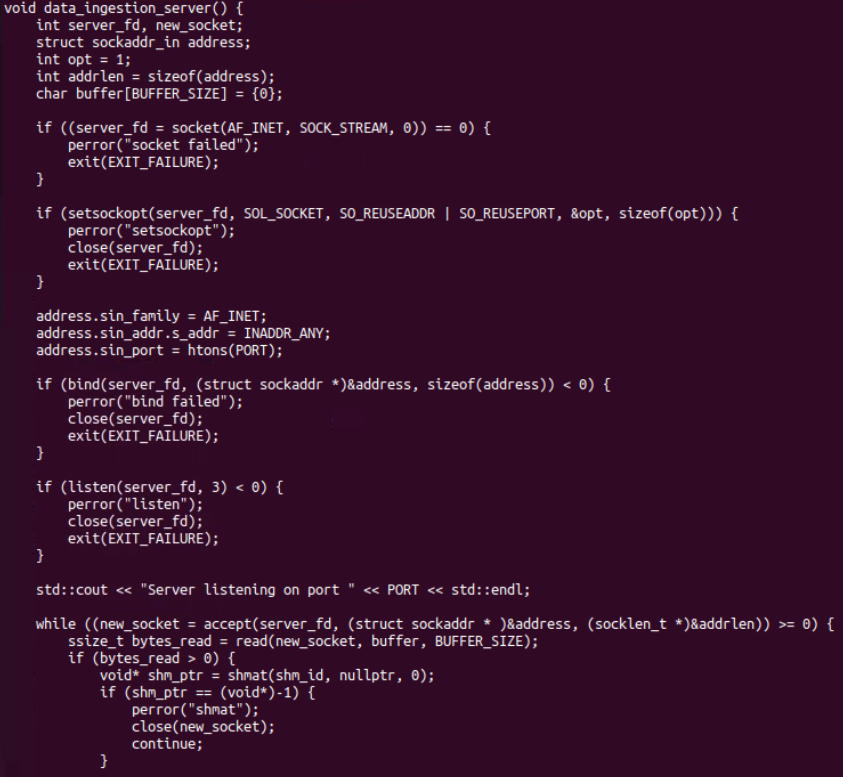 void data_ingestion_server() {
    int server_fd, new_socket;
    struct sockaddr_in address;
    int opt = 1;
    int addrlen = sizeof(address);
    char buffer[BUFFER_SIZE] = {0};

    if ((server_fd = socket(AF_INET, SOCK_STREAM, 0)) == 0) {
        perror("socket failed");
        exit(EXIT_FAILURE);
    }

    if (setsockopt(server_fd, SOL_SOCKET, SO_REUSEADDR | SO_REUSEPORT, &opt, sizeof(opt))) {
        perror("setsockopt");
        close(server_fd);
        exit(EXIT_FAILURE);
    }

    address.sin_family = AF_INET;
    address.sin_addr.s_addr = INADDR_ANY;
    address.sin_port = htons(PORT);

    if (bind(server_fd, (struct sockaddr *)&address, sizeof(address)) < 0) {
        perror("bind failed");
        close(server_fd);
        exit(EXIT_FAILURE);
    }

    if (listen(server_fd, 3) < 0) {
        perror("listen");
        close(server_fd);
        exit(EXIT_FAILURE);
    }

    std::cout << "Server listening on port " << PORT << std::endl;

    while ((new_socket = accept(server_fd, (struct sockaddr * )&address, (socklen_t *)&addrlen)) >= 0) {
        ssize_t bytes_read = read(new_socket, buffer, BUFFER_SIZE);
        if (bytes_read > 0) {
            void* shm_ptr = shmat(shm_id, nullptr, 0);
            if (shm_ptr == (void*)-1) {
                perror("shmat");
                close(new_socket);
                continue;
            }